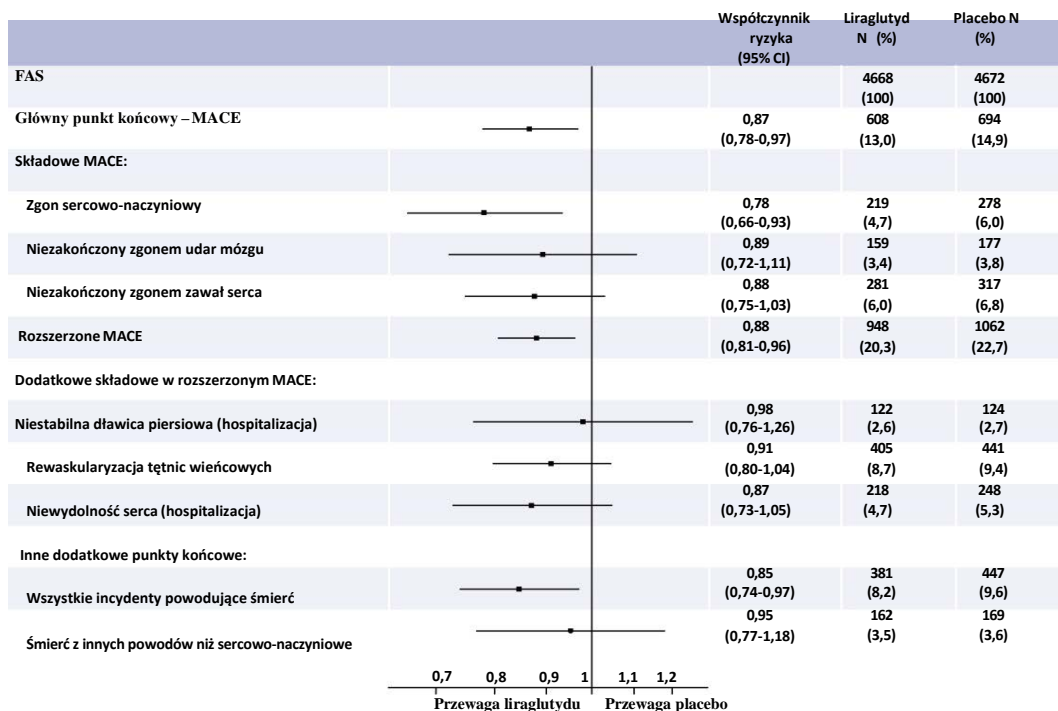 Współczynnik ryzyka (95% CI) Liraglutyd N (%) Placebo N (%)
FAS 4668 (100) 4672 (100)
Główny punkt końcowy – MACE 0,87 (0,78-0,97) 608 (13,0) 694 (14,9)
Składowe MACE:
Zgon sercowo-naczyniowy 0,78 (0,66-0,93) 219 (4,7) 278 (6,0)
Niezakończony zgonem udar mózgu 0,89 (0,72-1,11) 159 (3,4) 177 (3,8)
Niezakończony zgonem zawał serca 0,88 (0,75-1,03) 281 (6,0) 317 (6,8)
Rozszerzone MACE 0,88 (0,81-0,96) 948 (20,3) 1062 (22,7)
Dodatkowe składowe w rozszerzonym MACE:
Niestabilna dławica piersiowa (hospitalizacja) 0,98 (0,76-1,26) 122 (2,6) 124 (2,7)
Rewaskularyzacja tętnic wieńcowych 0,91 (0,80-1,04) 405 (8,7) 441 (9,4)
Niewydolność serca (hospitalizacja) 0,87 (0,73-1,05) 218 (4,7) 248 (5,3)
Inne dodatkowe punkty końcowe:
Wszystkie incydenty powodujące śmierć 0,85 (0,74-0,97) 381 (8,2) 447 (9,6)
Śmierć z innych powodów niż sercowo-naczyniowe 0,95 (0,77-1,18) 162 (3,5) 169 (3,6)
0,7 0,8 0,9 1 1,1 1,2
Przewaga liraglutydu Przewaga placebo